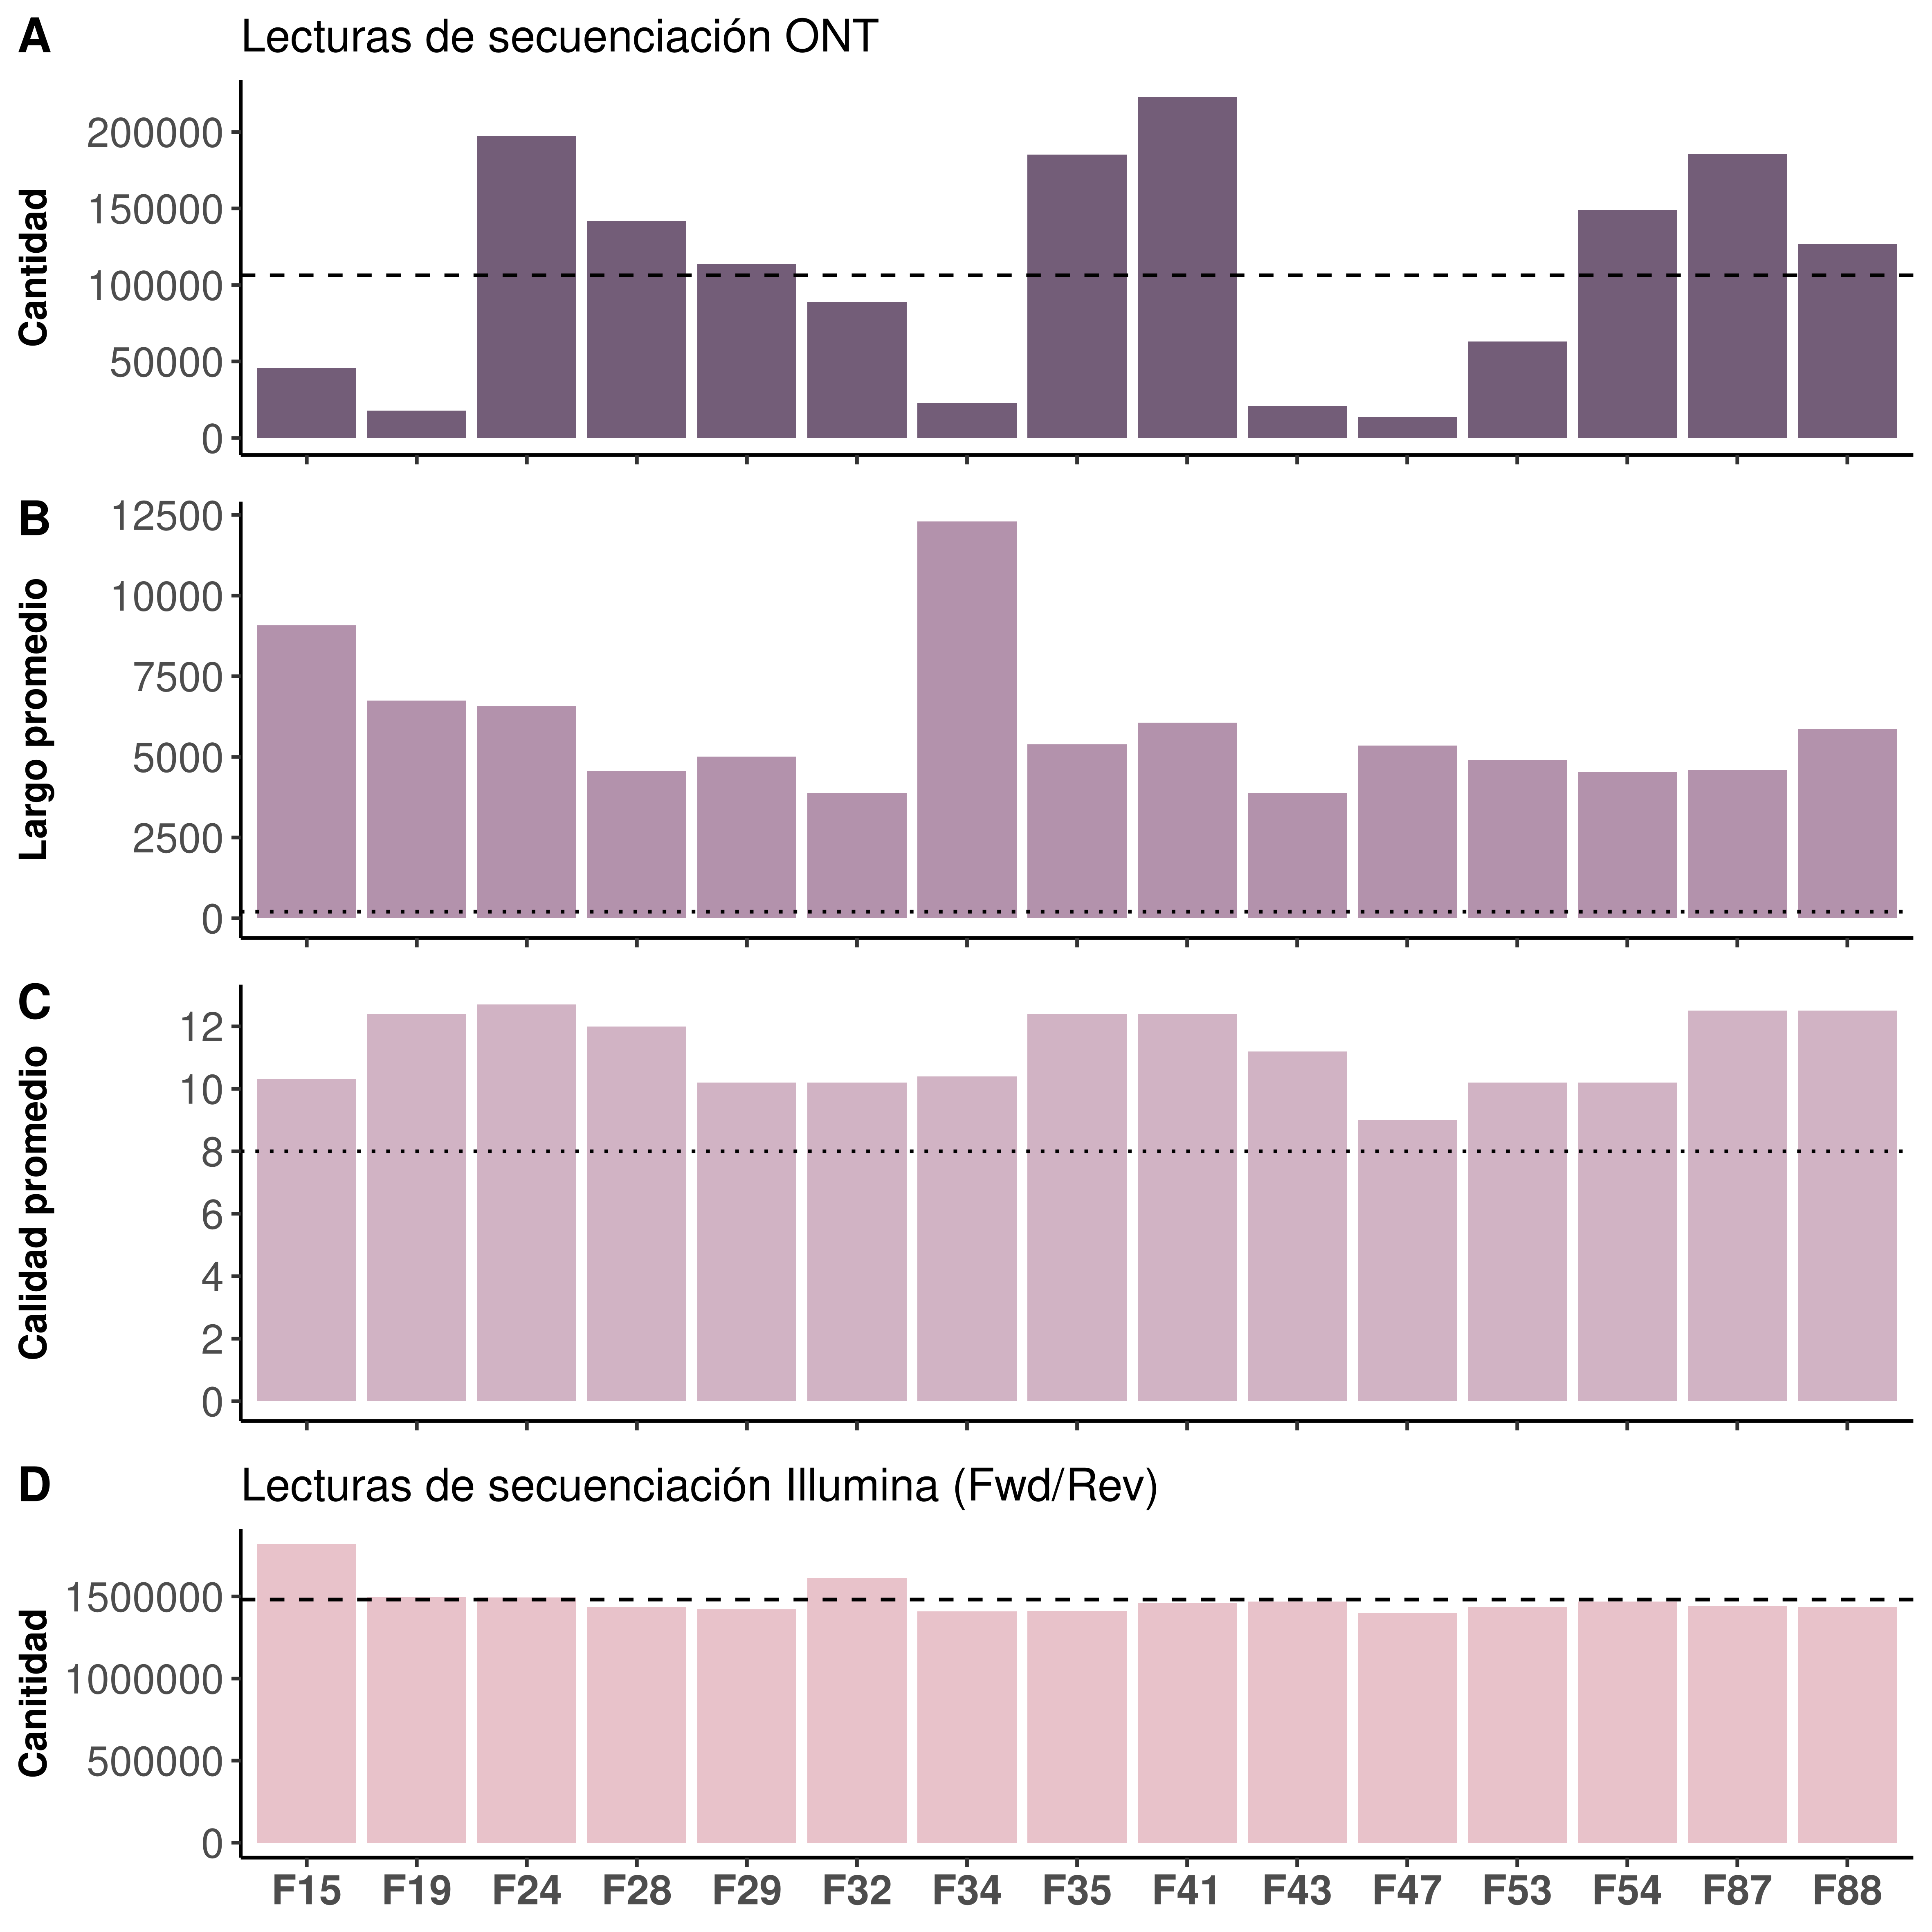 A
Lecturas de secuenciación ONT
Cantidad
200000
150000
100000
50000
0
B
Largo promedio
12500
10000
7500
5000
2500
0
C
Calidad promedio
12
10
8
6
4
2
0
D
Lecturas de secuenciación Illumina (Fwd/Rev)
Canitidad
1500000
1000000
500000
0
F15 F19 F24 F28 F29 F32 F34 F35 F41 F43 F47 F53 F54 F87 F88